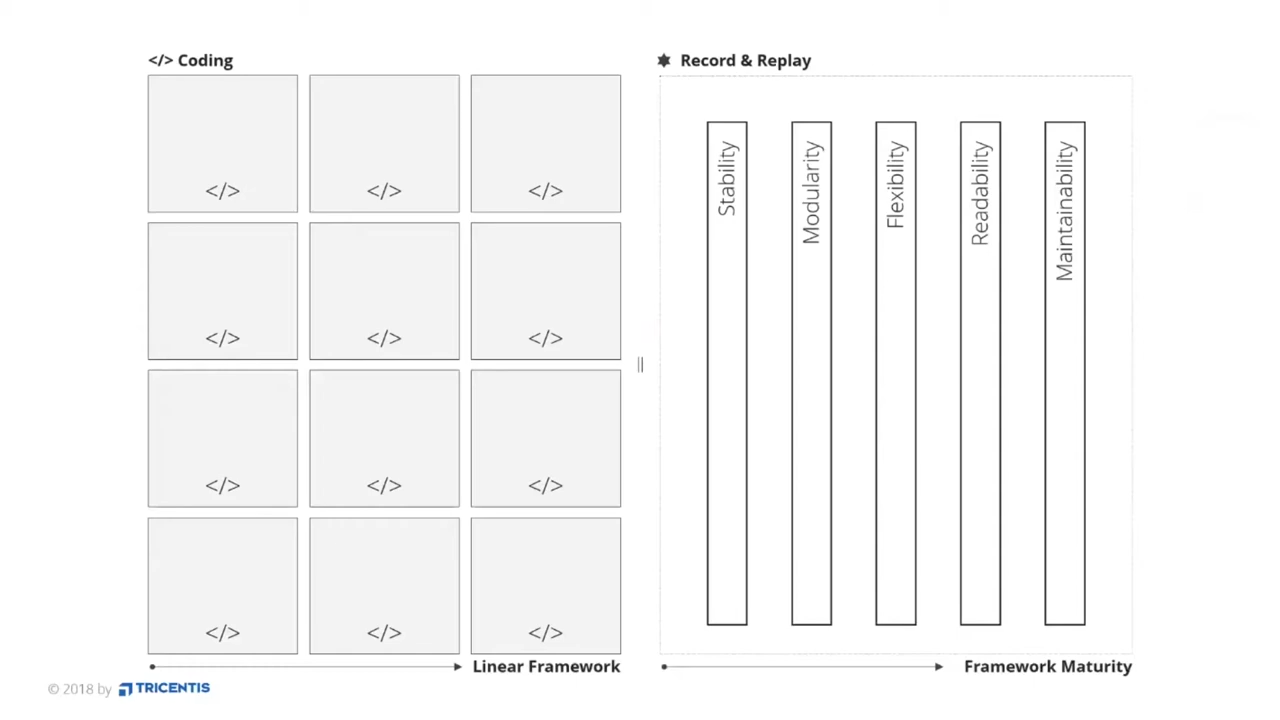 </> Coding
</> </> </>
</> </> </>
</> </> </>
</> </> </>
Linear Framework
Record & Replay
Stability
Modularity
Flexibility
Readability
Maintainability
Framework Maturity
© 2018 by TRICENTIS